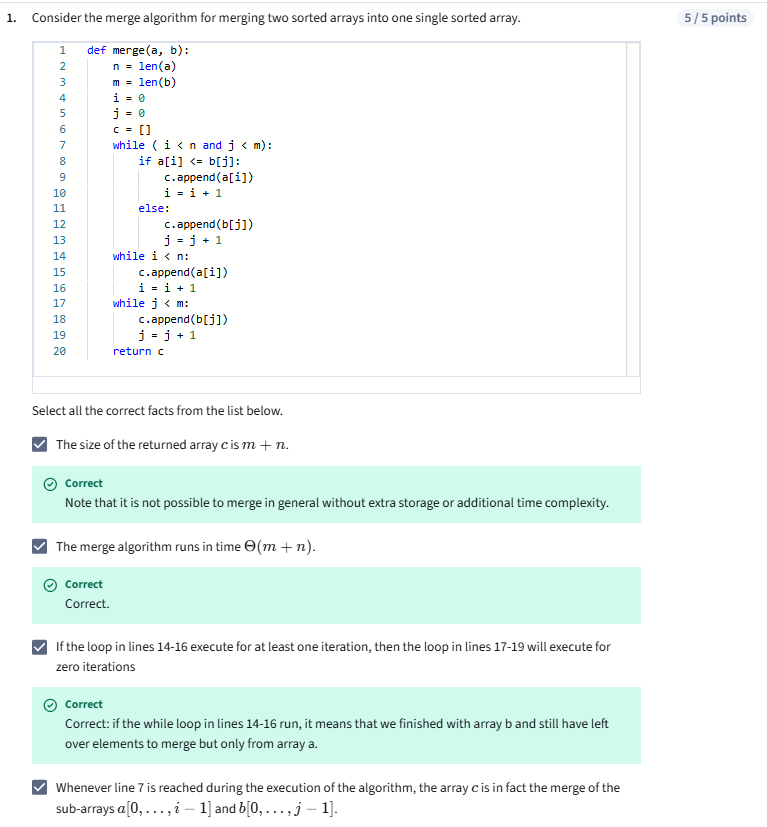 1. Consider the merge algorithm for merging two sorted arrays into one single sorted array.
5 / 5 points
1 def merge(a, b):
2 n = len(a)
3 m = len(b)
4 i = 0
5 j = 0
6 c = []
7 while ( i < n and j < m):
8 if a[i] <= b[j]:
9 c.append(a[i])
10 i = i + 1
11 else:
12 c.append(b[j])
13 j = j + 1
14 while i < n:
15 c.append(a[i])
16 i = i + 1
17 while j < m:
18 c.append(b[j])
19 j = j + 1
20 return c
Select all the correct facts from the list below.
The size of the returned array c is m + n.
Correct
Note that it is not possible to merge in general without extra storage or additional time complexity.
The merge algorithm runs in time Θ(m + n).
Correct
Correct.
If the loop in lines 14-16 execute for at least one iteration, then the loop in lines 17-19 will execute for
zero iterations
Correct
Correct: if the while loop in lines 14-16 run, it means that we finished with array b and still have left
over elements to merge but only from array a.
Whenever line 7 is reached during the execution of the algorithm, the array c is in fact the merge of the
sub-arrays a[0, . . . , i − 1] and b[0, . . . , j − 1].